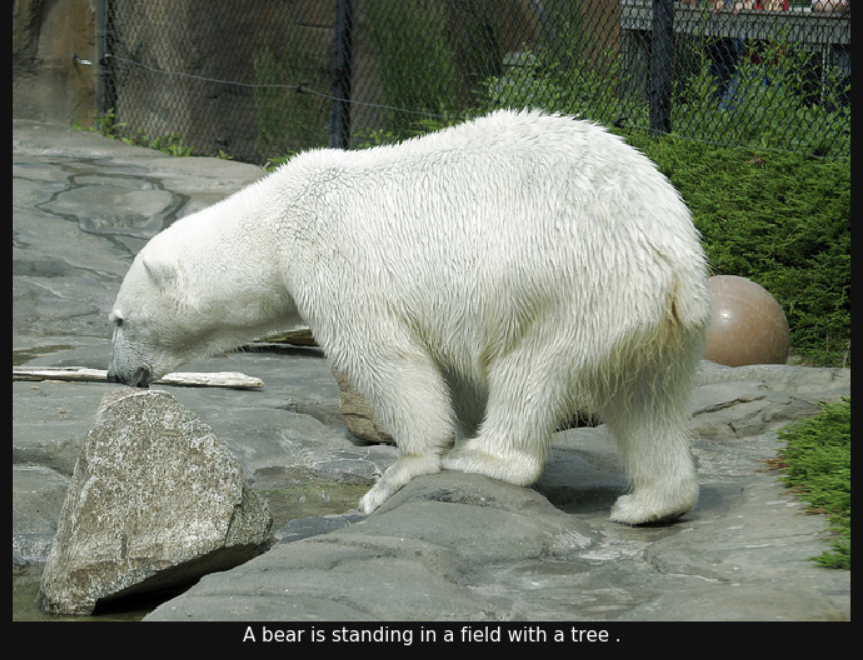 A bear is standing in a field with a tree .